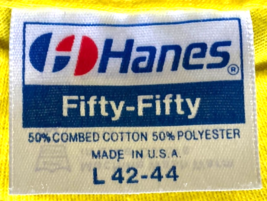 Hanes®
Fifty-Fifty
50% COMBED COTTON 50% POLYESTER
MADE IN U.S.A.
L 42-44